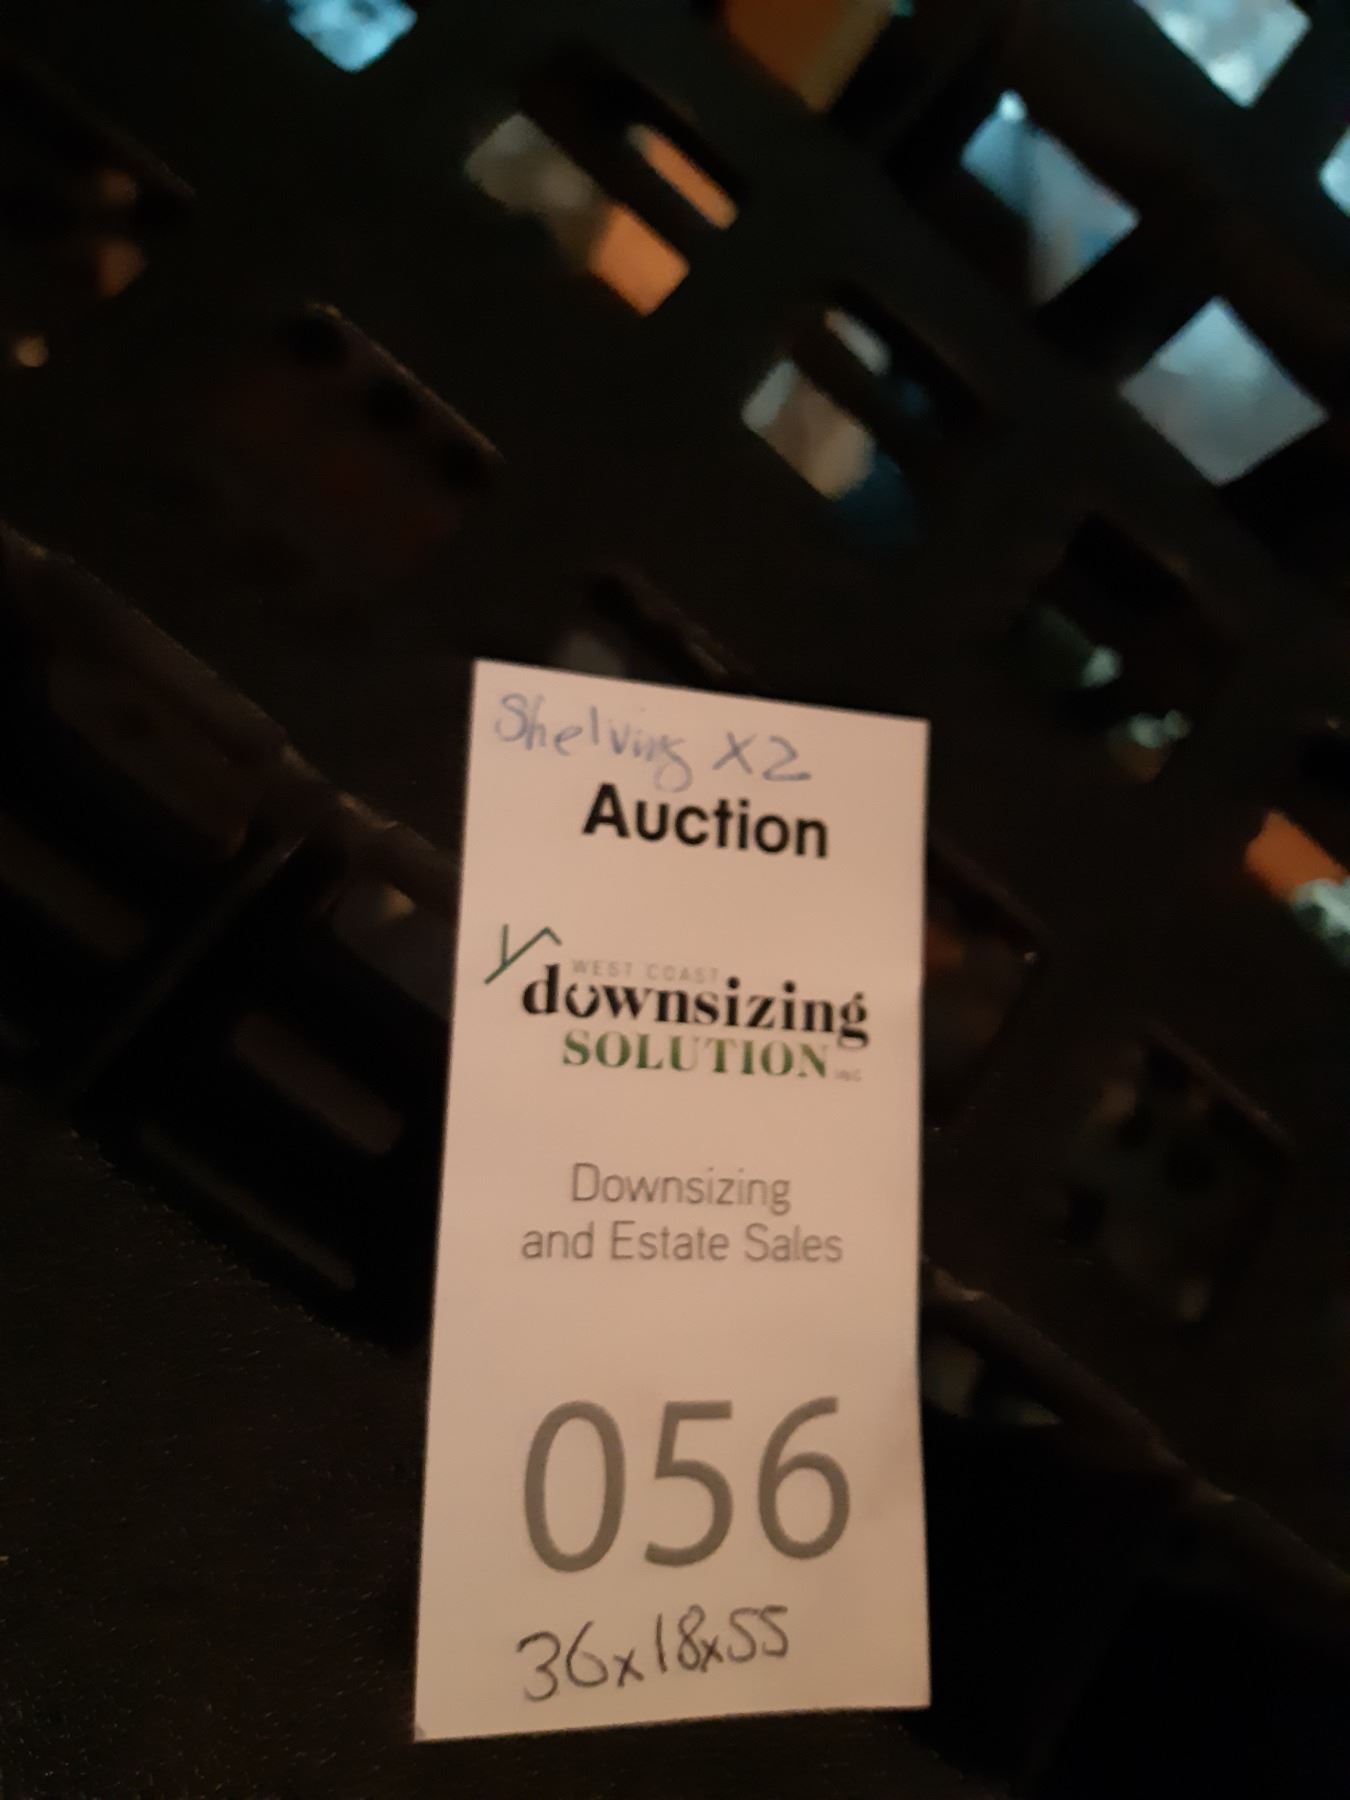 Shelving X2
Auction
WEST COAST
downsizing
SOLUTION INC
Downsizing
and Estate Sales
056
36x18x55